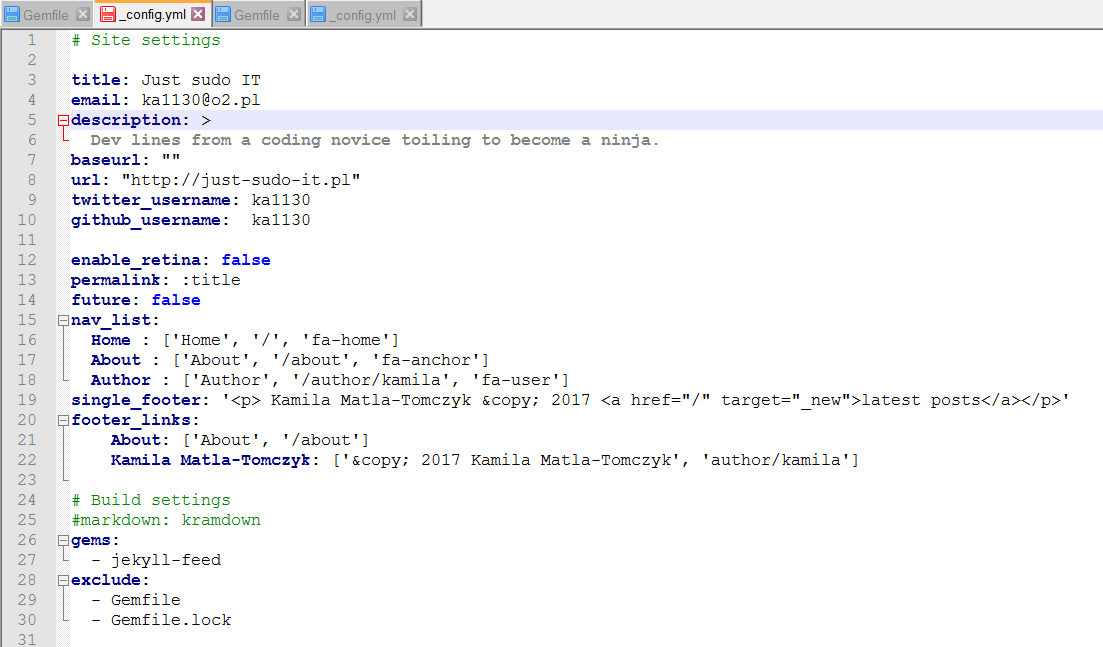 Gemfile _config.yml Gemfile _config.yml
1 # Site settings
2
3 title: Just sudo IT
4 email: ka1130@o2.pl
5 description: >
6 Dev lines from a coding novice toiling to become a ninja.
7 baseurl: ""
8 url: "http://just-sudo-it.pl"
9 twitter_username: ka1130
10 github_username:  ka1130
11
12 enable_retina: false
13 permalink: :title
14 future: false
15 nav_list:
16 Home : ['Home', '/', 'fa-home']
17 About : ['About', '/about', 'fa-anchor']
18 Author : ['Author', '/author/kamila', 'fa-user']
19 single_footer: '<p> Kamila Matla-Tomczyk &copy; 2017 <a href="/" target="_new">latest posts</a></p>'
20 footer_links:
21 About: ['About', '/about']
22 Kamila Matla-Tomczyk: ['&copy; 2017 Kamila Matla-Tomczyk', 'author/kamila']
23
24 # Build settings
25 #markdown: kramdown
26 gems:
27 - jekyll-feed
28 exclude:
29 - Gemfile
30 - Gemfile.lock
31